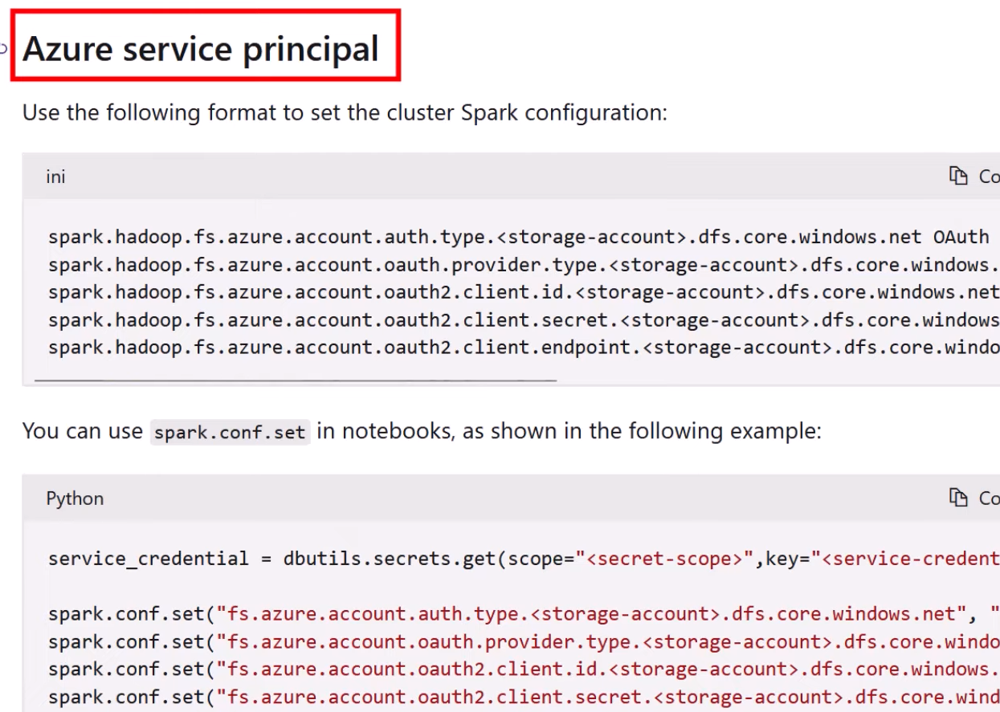 Azure service principal
Use the following format to set the cluster Spark configuration:
ini
Co
spark.hadoop.fs.azure.account.auth.type.<storage-account>.dfs.core.windows.net OAuth
spark.hadoop.fs.azure.account.oauth.provider.type.<storage-account>.dfs.core.windows.
spark.hadoop.fs.azure.account.oauth2.client.id.<storage-account>.dfs.core.windows.net
spark.hadoop.fs.azure.account.oauth2.client.secret.<storage-account>.dfs.core.windows
spark.hadoop.fs.azure.account.oauth2.client.endpoint.<storage-account>.dfs.core.windo
You can use spark.conf.set in notebooks, as shown in the following example:
Python
Co
service_credential = dbutils.secrets.get(scope="<secret-scope>",key="<service-credent
spark.conf.set("fs.azure.account.auth.type.<storage-account>.dfs.core.windows.net", "
spark.conf.set("fs.azure.account.oauth.provider.type.<storage-account>.dfs.core.windo
spark.conf.set("fs.azure.account.oauth2.client.id.<storage-account>.dfs.core.windows.
spark.conf.set("fs.azure.account.oauth2.client.secret.<storage-account>.dfs.core.wind